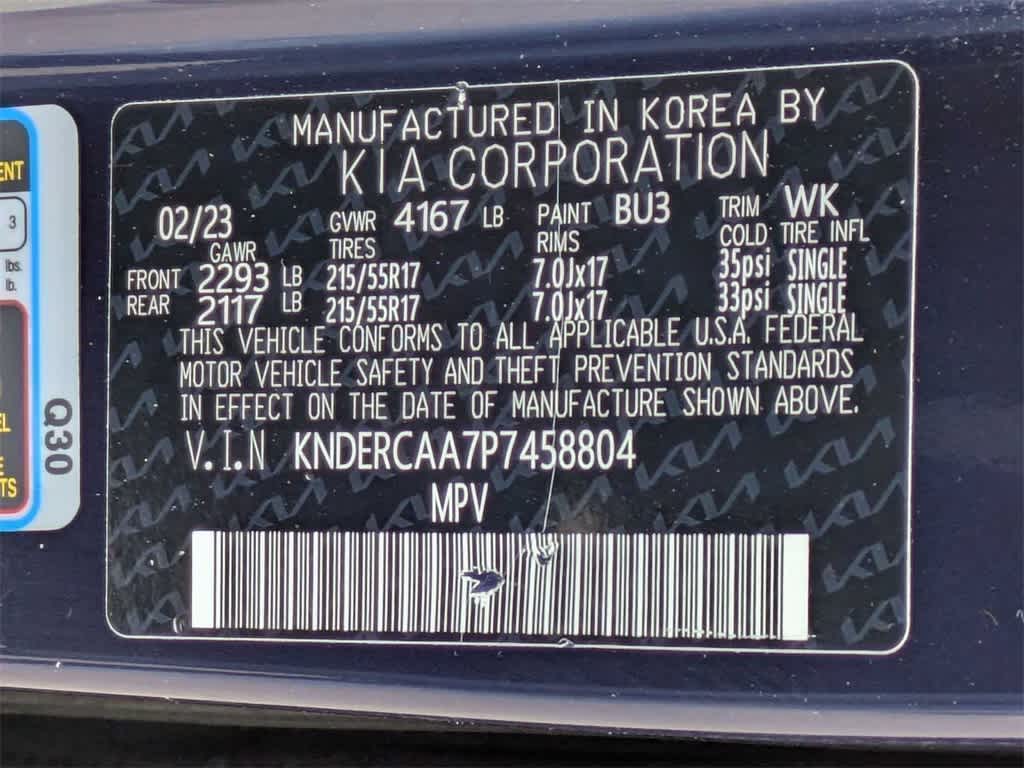 MANUFACTURED IN KOREA BY
KIA CORPORATION
02/23 GVWR 4167 LB PAINT BU3 TRIM WK
GAWR TIRES RIMS COLD TIRE INFL
FRONT 2293 LB 215/55R17 7.0Jx17 35psi SINGLE
REAR 2117 LB 215/55R17 7.0Jx17 33psi SINGLE
THIS VEHICLE CONFORMS TO ALL APPLICABLE U.S.A. FEDERAL
MOTOR VEHICLE SAFETY AND THEFT PREVENTION STANDARDS
IN EFFECT ON THE DATE OF MANUFACTURE SHOWN ABOVE.
V.I.N KNDERCAA7P7458804
MPV
3
lbs.
lb.
Q30